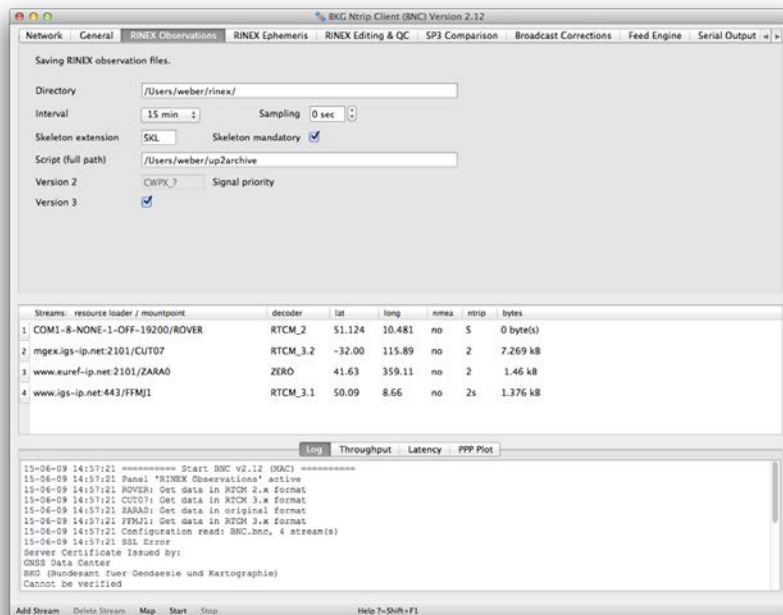 BKG Ntrip Client (BNC) Version 2.12
Network General RINEX Observations RINEX Ephemeris RINEX Editing & QC SP3 Comparison Broadcast Corrections Feed Engine Serial Output
Saving RINEX observation files.
Directory /Users/weber/rinex/
Interval 15 min Sampling 0 sec
Skeleton extension SKL Skeleton mandatory
Script (full path) /Users/weber/up2archive
Version 2 CWPX_? Signal priority
Version 3
Streams: resource loader / mountpoint decoder lat long nmea ntrip bytes
1 COM1-8-NONE-1-OFF-19200/ROVER RTCM_2 51.124 10.481 no S 0 byte(s)
2 mgex.igs-ip.net:2101/CUT07 RTCM_3.2 -32.00 115.89 no 2 7.269 kB
3 www.euref-ip.net:2101/ZARA0 ZERO 41.63 359.11 no 2 1.46 kB
4 www.igs-ip.net:443/FFMJ1 RTCM_3.1 50.09 8.66 no 2s 1.376 kB
Log Throughput Latency PPP Plot
15-06-09 14:57:21 ========== Start BNC v2.12 (MAC) ==========
15-06-09 14:57:21 Panel 'RINEX Observations' active
15-06-09 14:57:21 ROVER: Get data in RTCM 2.x format
15-06-09 14:57:21 CUT07: Get data in RTCM 3.x format
15-06-09 14:57:21 ZARA0: Get data in original format
15-06-09 14:57:21 FFMJ1: Get data in RTCM 3.x format
15-06-09 14:57:21 Configuration read: BNC.bnc, 4 stream(s)
15-06-09 14:57:21 SSL Error
Server Certificate Issued by:
GNSS Data Center
BKG (Bundesamt fuer Geodaesie und Kartographie)
Cannot be verified
Add Stream Delete Stream Map Start Stop Help ?=Shift+F1